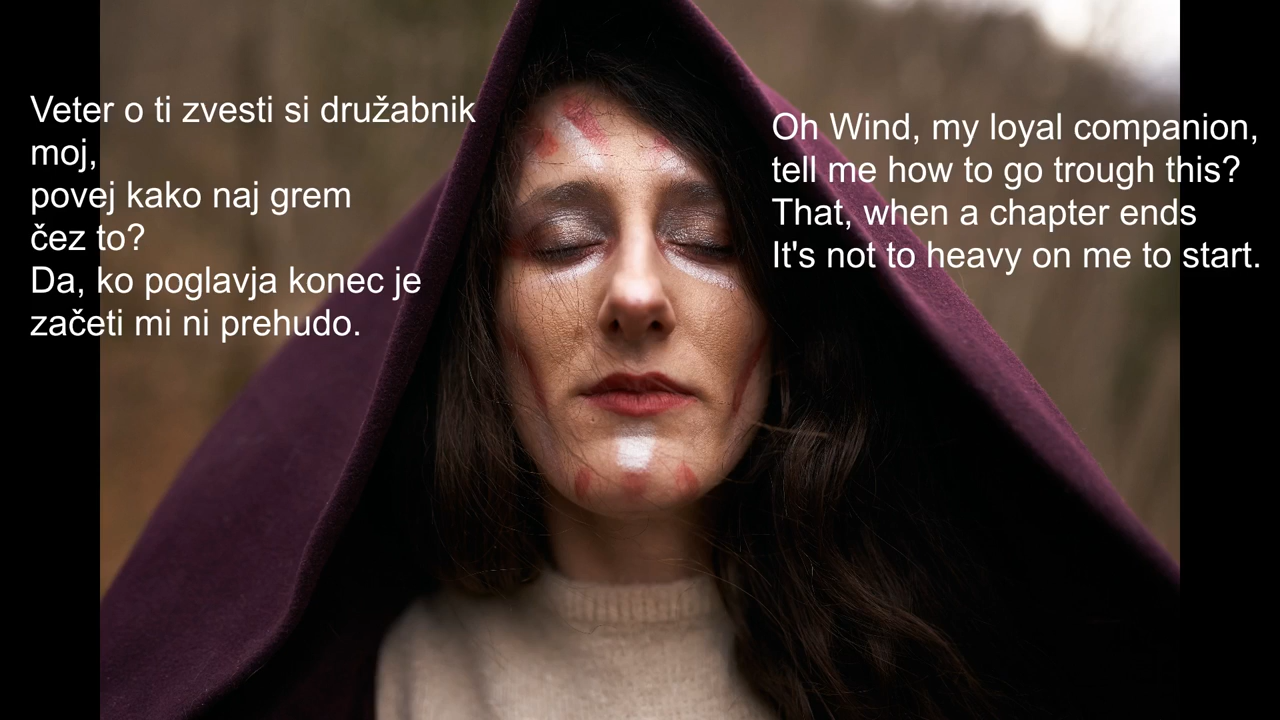 Veter o ti zvesti si družabnik
moj,
povej kako naj grem
čez to?
Da, ko poglavja konec je
začeti mi ni prehudo.
Oh Wind, my loyal companion,
tell me how to go trough this?
That, when a chapter ends
It's not to heavy on me to start.